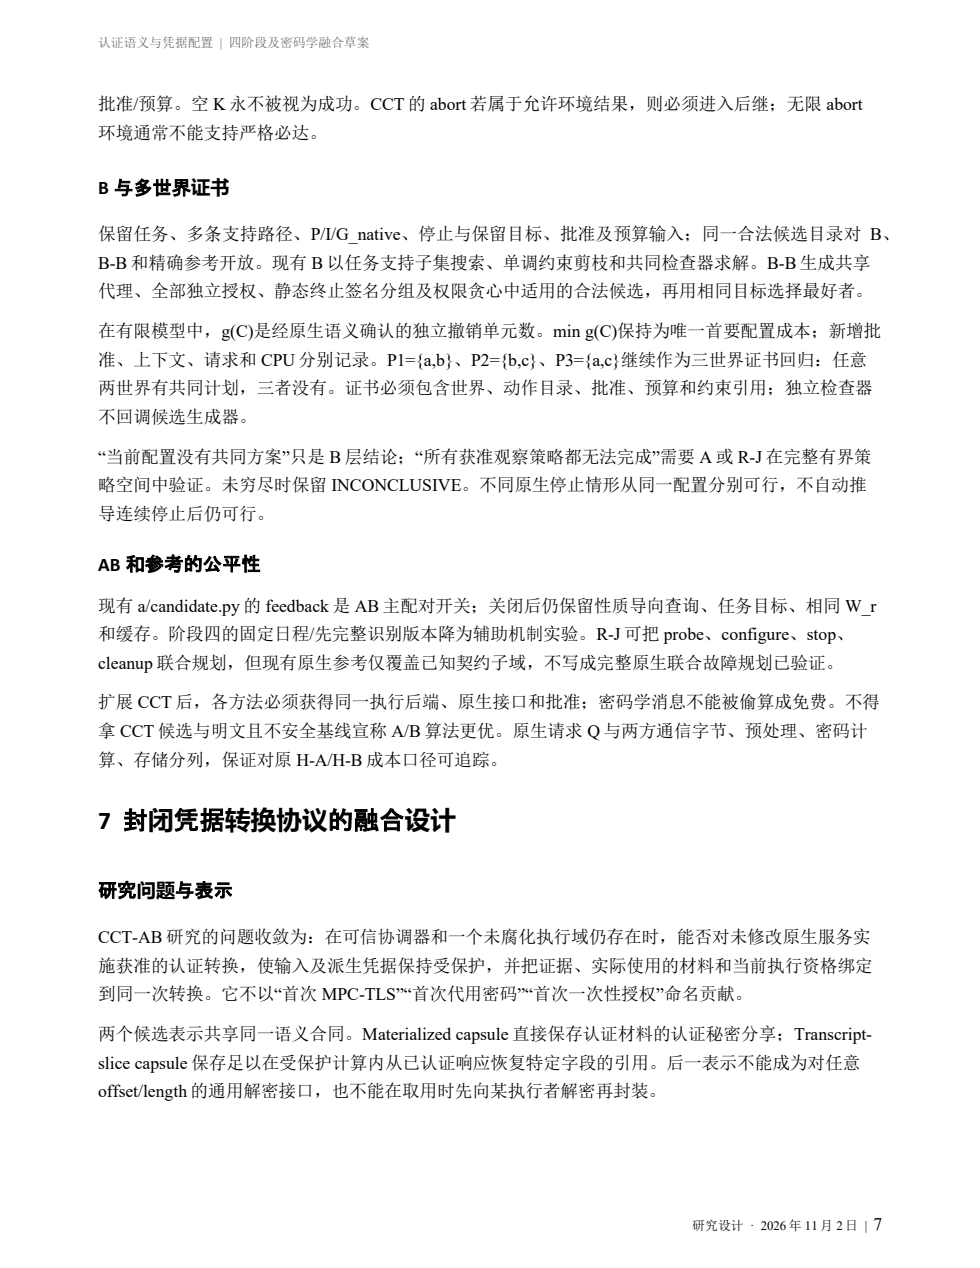 认证语义与凭据配置 | 四阶段及密码学融合草案
批准/预算。空 K 永不被视为成功。CCT 的 abort 若属于允许环境结果，则必须进入后继；无限 abort
环境通常不能支持严格必达。
B 与多世界证书
保留任务、多条支持路径、P/I/G_native、停止与保留目标、批准及预算输入；同一合法候选目录对 B、
B-B 和精确参考开放。现有 B 以任务支持子集搜索、单调约束剪枝和共同检查器求解。B-B 生成共享
代理、全部独立授权、静态终止签名分组及权限贪心中适用的合法候选，再用相同目标选择最好者。
在有限模型中，g(C)是经原生语义确认的独立撤销单元数。min g(C)保持为唯一首要配置成本；新增批
准、上下文、请求和 CPU 分别记录。P1={a,b}、P2={b,c}、P3={a,c}继续作为三世界证书回归：任意
两世界有共同计划，三者没有。证书必须包含世界、动作目录、批准、预算和约束引用；独立检查器
不回调候选生成器。
“当前配置没有共同方案”只是 B 层结论；“所有获准观察策略都无法完成”需要 A 或 R-J 在完整有界策
略空间中验证。未穷尽时保留 INCONCLUSIVE。不同原生停止情形从同一配置分别可行，不自动推
导连续停止后仍可行。
AB 和参考的公平性
现有 a/candidate.py 的 feedback 是 AB 主配对开关；关闭后仍保留性质导向查询、任务目标、相同 W_r
和缓存。阶段四的固定日程/先完整识别版本降为辅助机制实验。R-J 可把 probe、configure、stop、
cleanup 联合规划，但现有原生参考仅覆盖已知契约子域，不写成完整原生联合故障规划已验证。
扩展 CCT 后，各方法必须获得同一执行后端、原生接口和批准；密码学消息不能被偷算成免费。不得
拿 CCT 候选与明文且不安全基线宣称 A/B 算法更优。原生请求 Q 与两方通信字节、预处理、密码计
算、存储分列，保证对原 H-A/H-B 成本口径可追踪。
7 封闭凭据转换协议的融合设计
研究问题与表示
CCT-AB 研究的问题收敛为：在可信协调器和一个未腐化执行域仍存在时，能否对未修改原生服务实
施获准的认证转换，使输入及派生凭据保持受保护，并把证据、实际使用的材料和当前执行资格绑定
到同一次转换。它不以“首次 MPC-TLS”“首次代用密码”“首次一次性授权”命名贡献。
两个候选表示共享同一语义合同。Materialized capsule 直接保存认证材料的认证秘密分享；Transcript-
slice capsule 保存足以在受保护计算内从已认证响应恢复特定字段的引用。后一表示不能成为对任意
offset/length 的通用解密接口，也不能在取用时先向某执行者解密再封装。
研究设计 · 2026 年 11 月 2 日 | 7